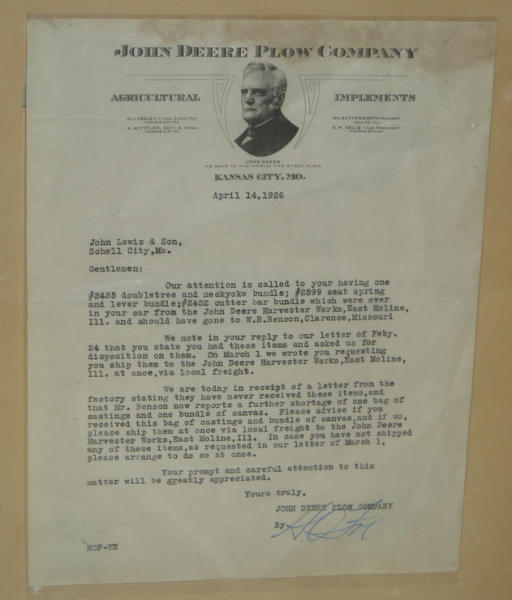 JOHN DEERE PLOW COMPANY
AGRICULTURAL IMPLEMENTS
W. BUTTERWORTH, PRESIDENT
MOLINE, ILL.
VICE PRESIDENT
KANSAS CITY, MO.
KANSAS CITY, MO.
JOHN DEERE
HE GAVE TO THE WORLD THE STEEL PLOW
KANSAS CITY, MO.
April 14,1926
John Lewis & Son,
Schell City,Mo.
Gentlemen:
Our attention is called to your having one
#2435 doubletree and neckyoke bundle; #2599 seat spring
and lever bundle;#2452 cutter bar bundle which were over
in your car from the John Deere Harvester Works,East Moline,
Ill. and should have gone to W.R.Benson,Clarence,Missouri
We note in your reply to our letter of Feby.
24 that you state you had these items and asked us for
disposition on them. On March 1 we wrote you requesting
you ship them to the John Deere Harvester Works,East Moline,
Ill. at once,via local freight.
We are today in receipt of a letter from the
factory stating they have never received these items,and
that Mr. Benson now reports a further shortage of one bag of
castings and one bundle of canvas. Please advise if you
received this bag of castings and bundle of canvas,and if so,
please ship them at once via local freight to the John Deere
Harvester Works,East Moline,Ill. In case you have not shipped
any of these items,as requested in our letter of March 1,
please arrange to do so at once.
Your prompt and careful attention to this
matter will be greatly appreciated.
Yours truly,
JOHN DEERE PLOW COMPANY
By